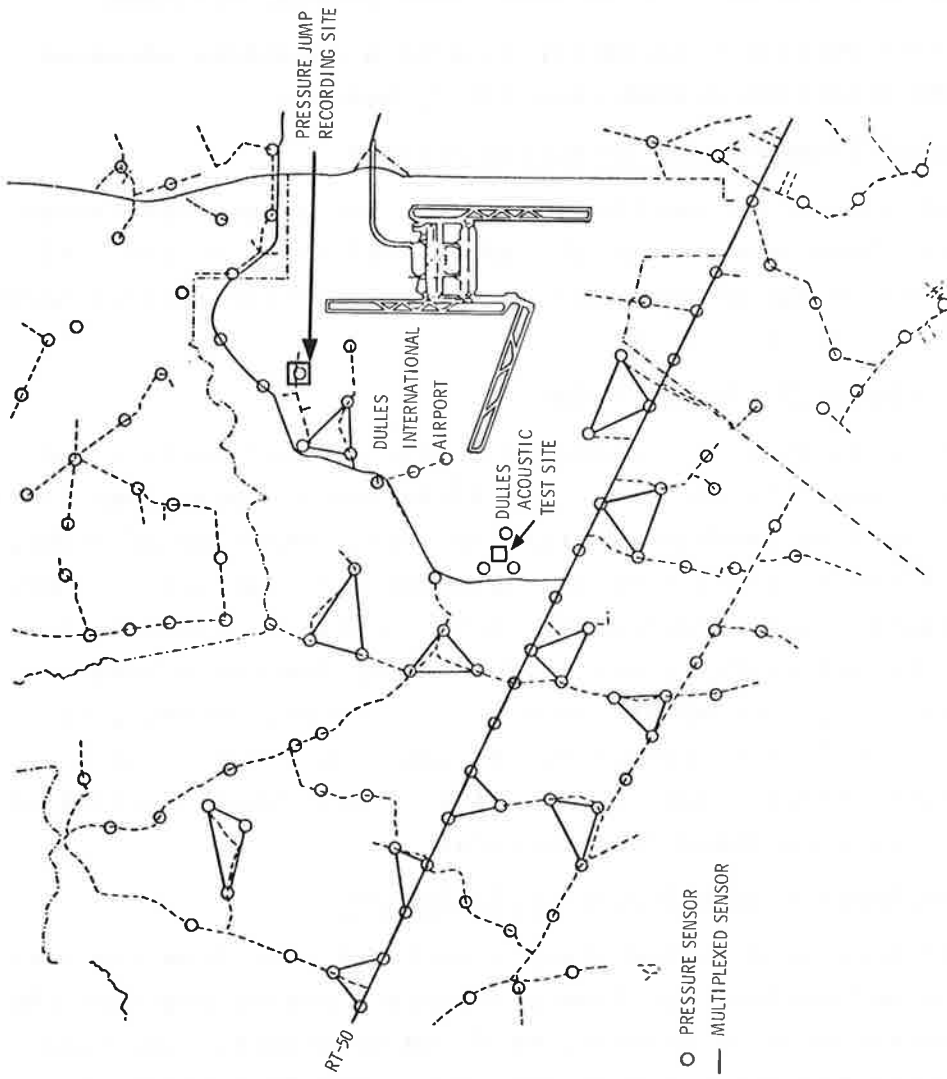 PRESSURE JUMP
RECORDING SITE
DULLES
INTERNATIONAL
AIRPORT
DULLES
ACOUSTIC
TEST SITE
RT-50
PRESSURE SENSOR
MULTIPLEXED SENSOR